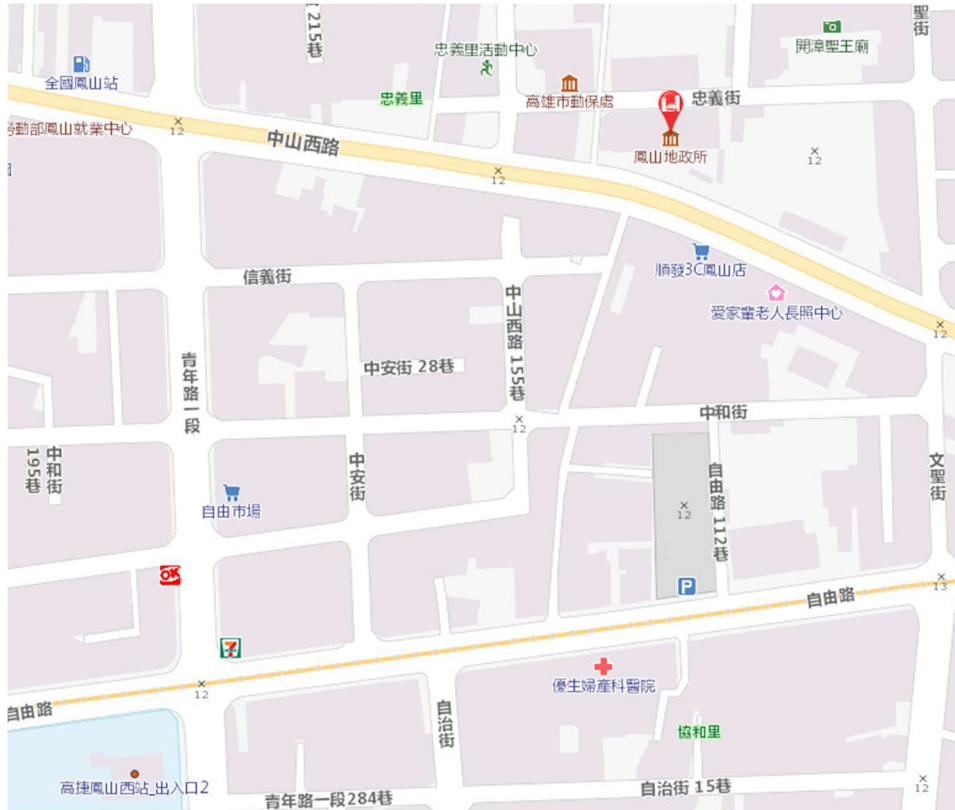 215巷
聖街
全國鳳山站
忠義里活動中心
開漳聖王廟
忠義里
高雄市動保處
忠義街
勞動部鳳山就業中心
12
中山西路
12
鳳山地政所
12
信義街
順發3C鳳山店
愛家輩老人長照中心
12
中山西路 155巷
青年路一段
中安街 28巷
中和街
12
中和街
195巷
中安街
文聖街
自由市場
自由路 112巷
12
OK
P
13
自由路
7
12
優生婦產科醫院
自由路
自治街
協和里
高捷鳳山西站_出入口2
青年路一段284巷
自治街 15巷
12